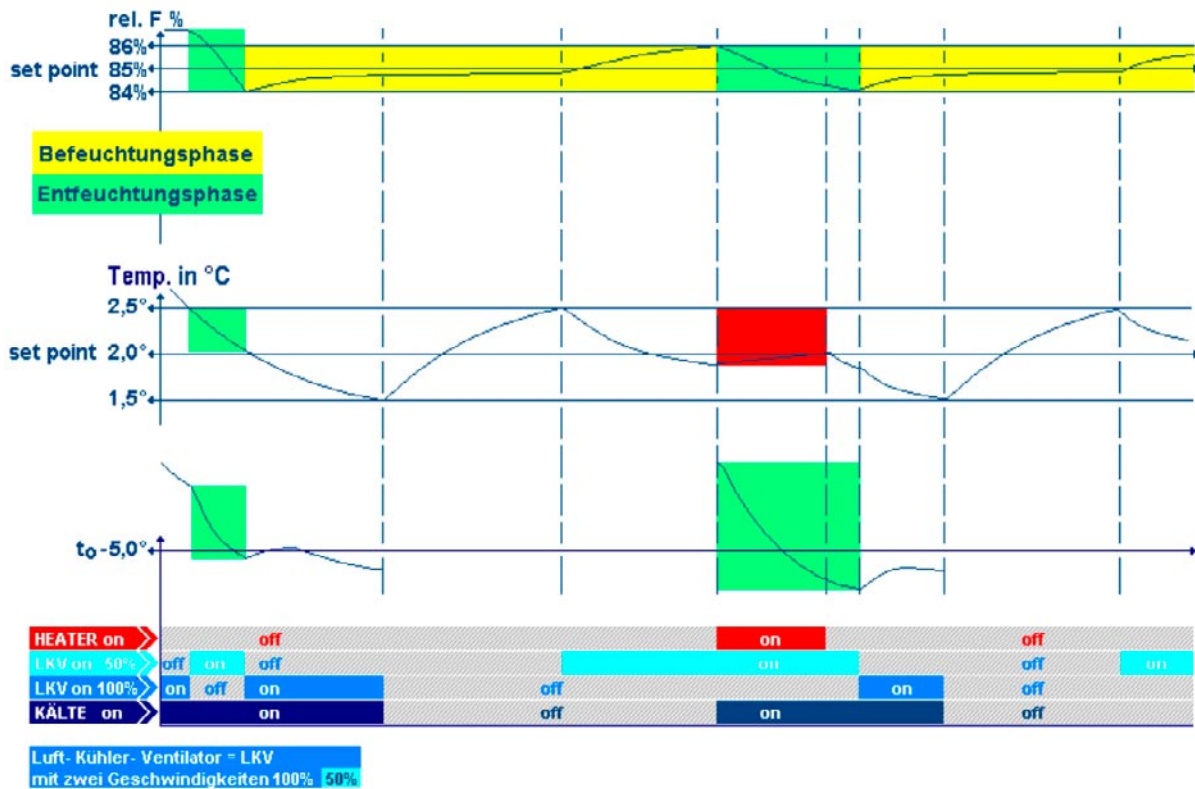 rel. F %
86%
set point 85%
84%
Befeuchtungsphase
Entfeuchtungsphase
Temp. in °C
2,5°
set point 2,0°
1,5°
to -5,0°
HEATER on off on off
LKV on 50% off on off on off on
LKV on 100% on off on off on off
KÄLTE on on off on off
Luft- Kühler- Ventilator = LKV
mit zwei Geschwindigkeiten 100% 50%